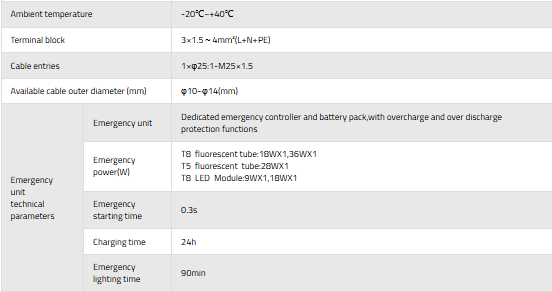 Ambient temperature -20℃~+40℃
Terminal block 3×1.5～4mm²(L+N+PE)
Cable entries 1×φ25:1-M25×1.5
Available cable outer diameter (mm) φ10~φ14(mm)
Emergency unit technical parameters
Emergency unit Dedicated emergency controller and battery pack,with overcharge and over discharge
protection functions
Emergency power(W)
T8 fluorescent tube:18WX1,36WX1
T5 fluorescent tube:28WX1
T8 LED Module:9WX1,18WX1
Emergency starting time 0.3s
Charging time 24h
Emergency lighting time 90min